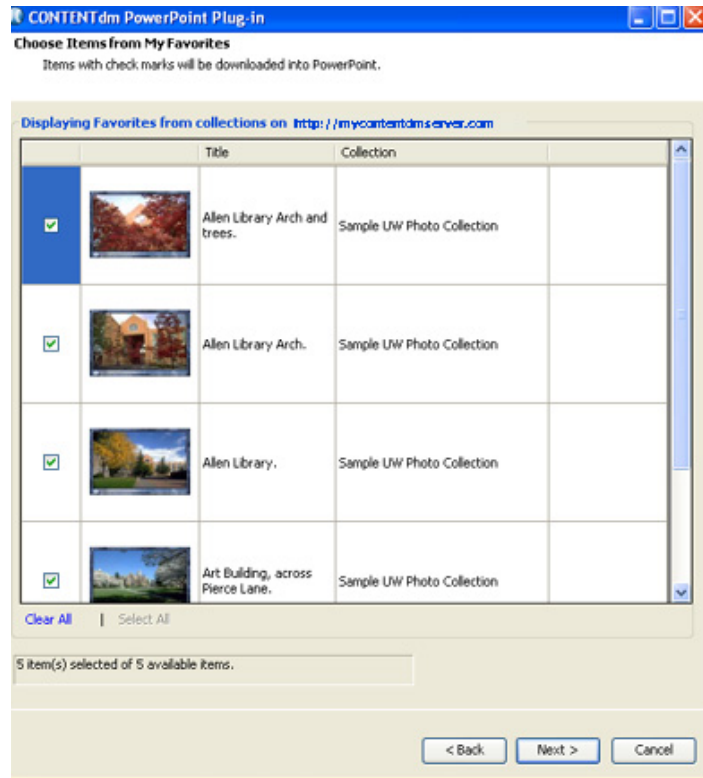 CONTENTdm PowerPoint Plug-in
Choose Items from My Favorites
Items with check marks will be downloaded into PowerPoint.
Displaying Favorites from collections on http://mycontentdmserver.com
Title Collection
Allen Library Arch and
trees.
Sample UW Photo Collection
Allen Library Arch.
Sample UW Photo Collection
Allen Library.
Sample UW Photo Collection
Art Building, across
Pierce Lane.
Sample UW Photo Collection
Clear All | Select All
5 item(s) selected of 5 available items.
< Back Next > Cancel